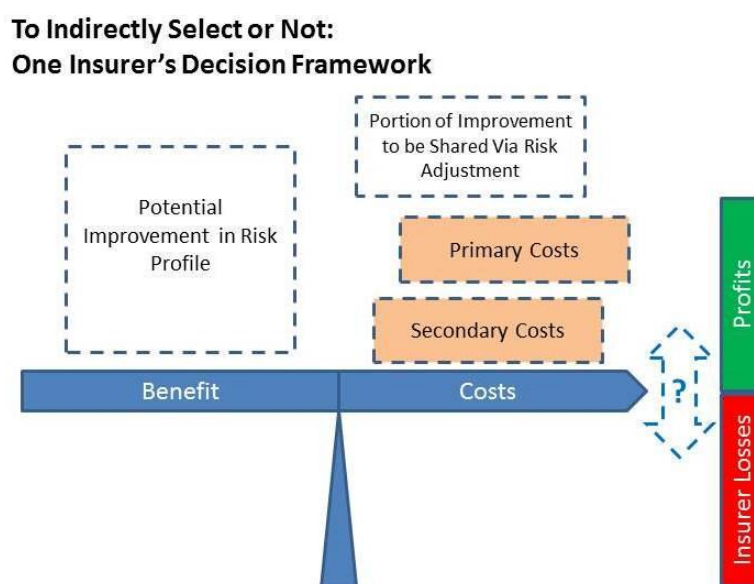 To Indirectly Select or Not:
One Insurer’s Decision Framework
Portion of Improvement
to be Shared Via Risk
Adjustment
Potential
Improvement in Risk
Profile
Primary Costs
Secondary Costs
Benefit
Costs
?
Profits
Insurer Losses